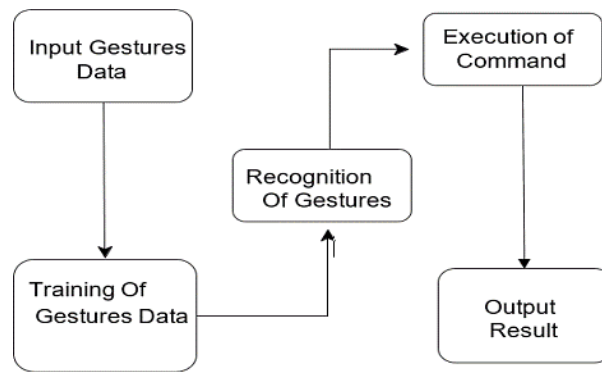 Input Gestures
Data
Training Of
Gestures Data
Recognition
Of Gestures
Execution of
Command
Output
Result